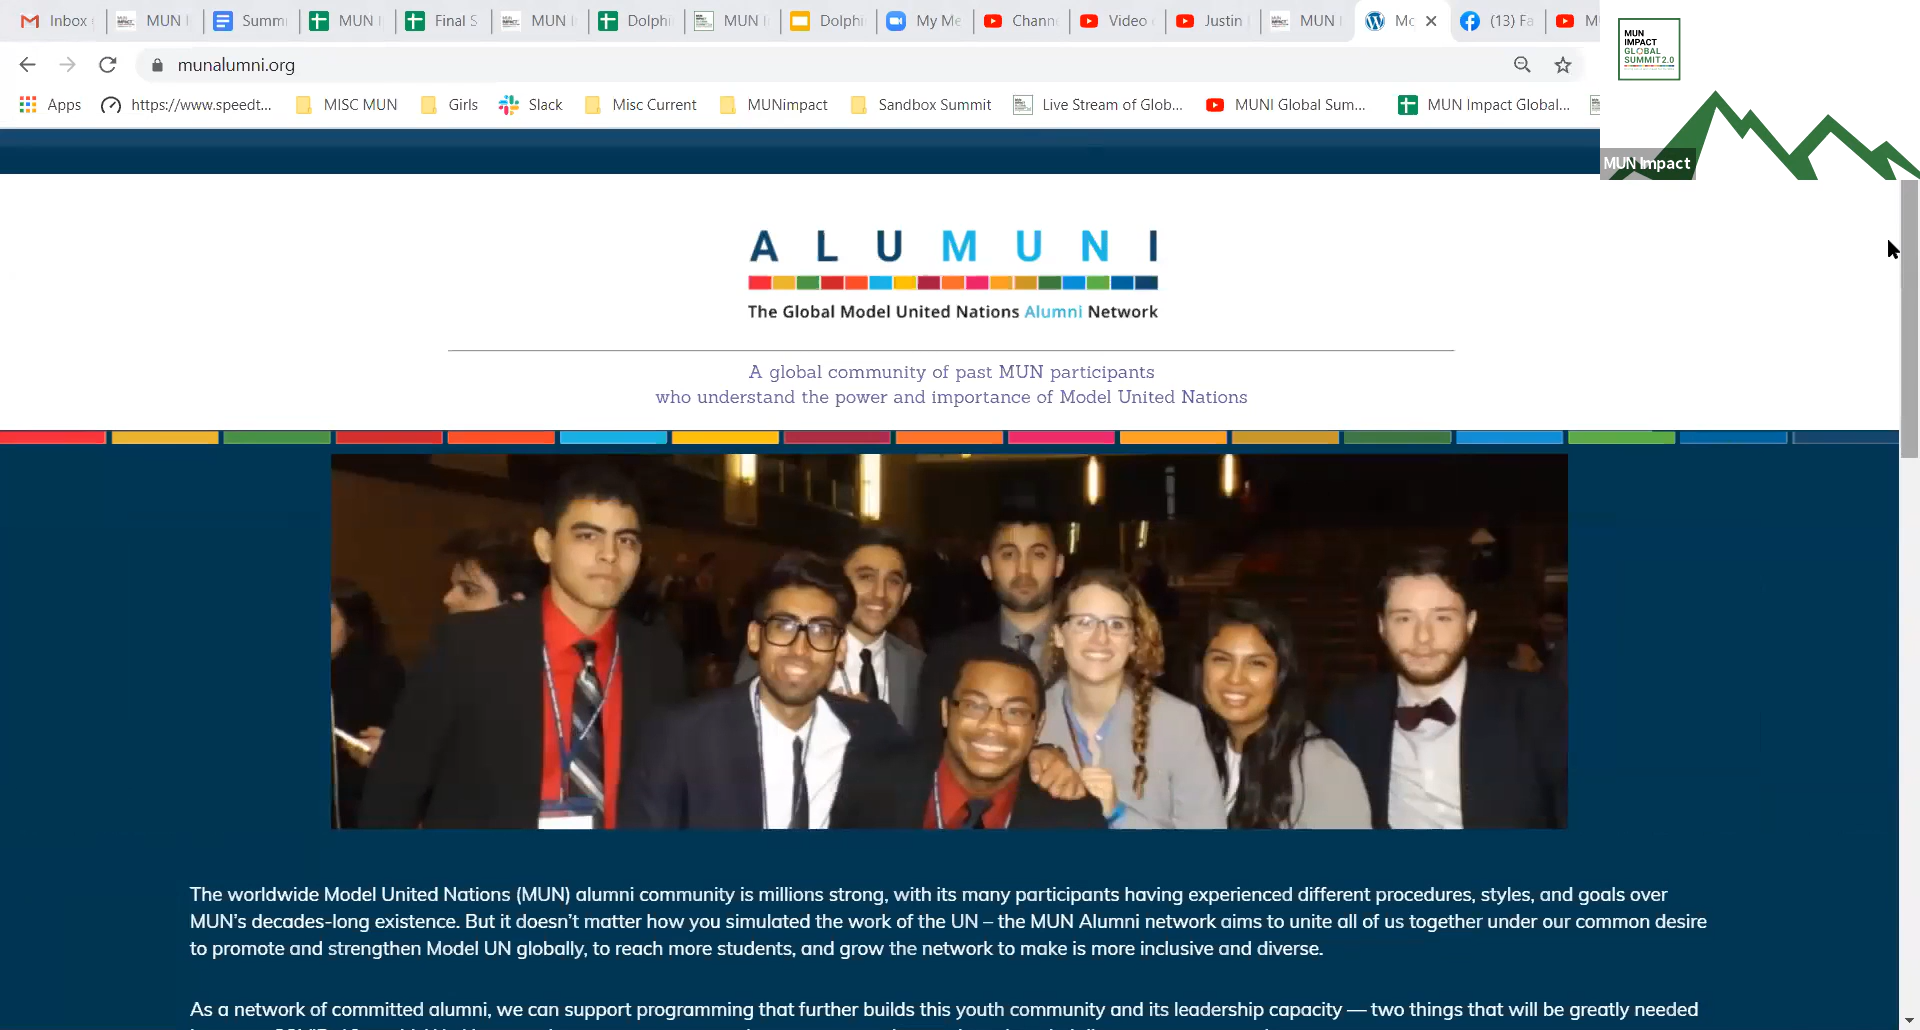 Inbox MUN Summ MUN Final S MUN Dolphi MUN Dolphi My Me Chann Video Justin MUN Mo (13) Fa M
munalumni.org
Apps https://www.speedt... MISC MUN Girls Slack Misc Current MUNimpact Sandbox Summit Live Stream of Glob... MUNI Global Sum... MUN Impact Global...
MUN
IMPACT
GLOBAL
SUMMIT 2.0
MUN Impact
ALUMUNI
The Global Model United Nations Alumni Network
A global community of past MUN participants
who understand the power and importance of Model United Nations
The worldwide Model United Nations (MUN) alumni community is millions strong, with its many participants having experienced different procedures, styles, and goals over
MUN's decades-long existence. But it doesn't matter how you simulated the work of the UN – the MUN Alumni network aims to unite all of us together under our common desire
to promote and strengthen Model UN globally, to reach more students, and grow the network to make is more inclusive and diverse.
As a network of committed alumni, we can support programming that further builds this youth community and its leadership capacity — two things that will be greatly needed